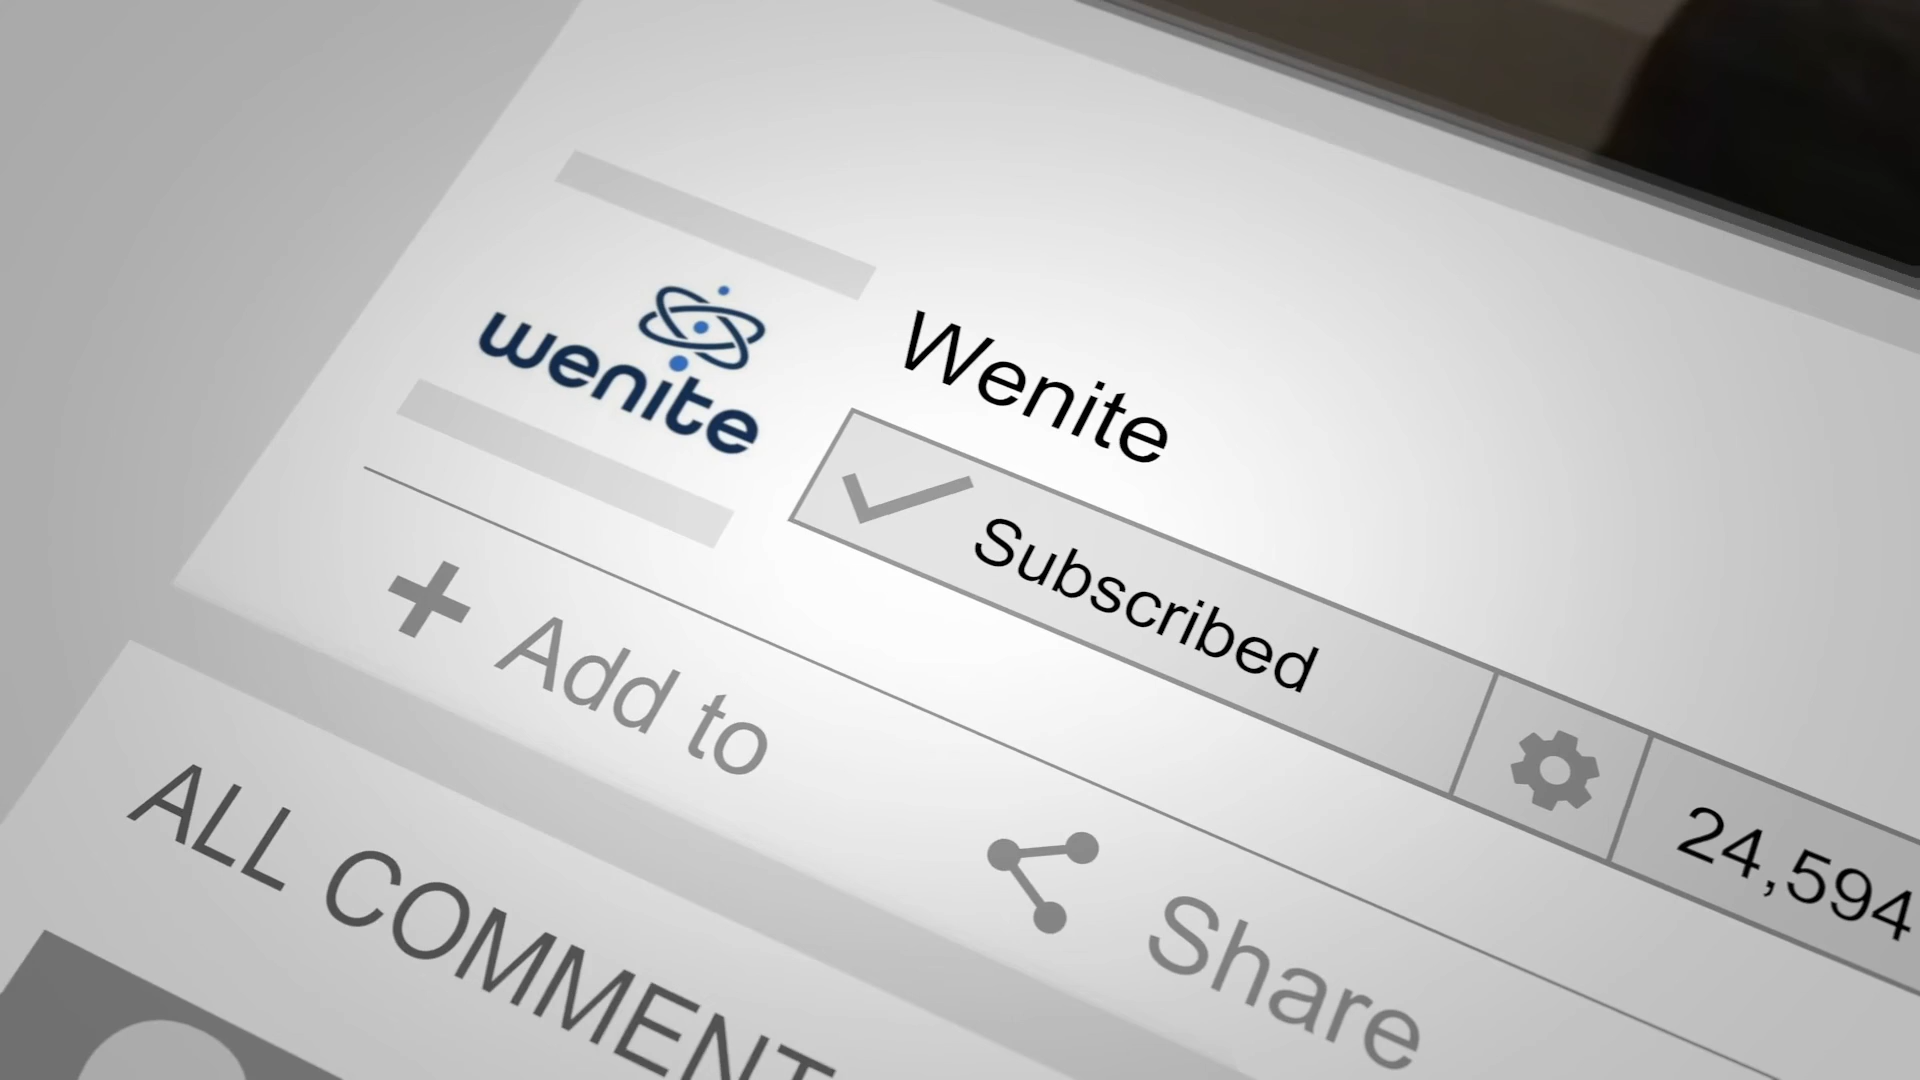 wenite
Wenite
Subscribed
24,594
Add to
Share
ALL COMMENT